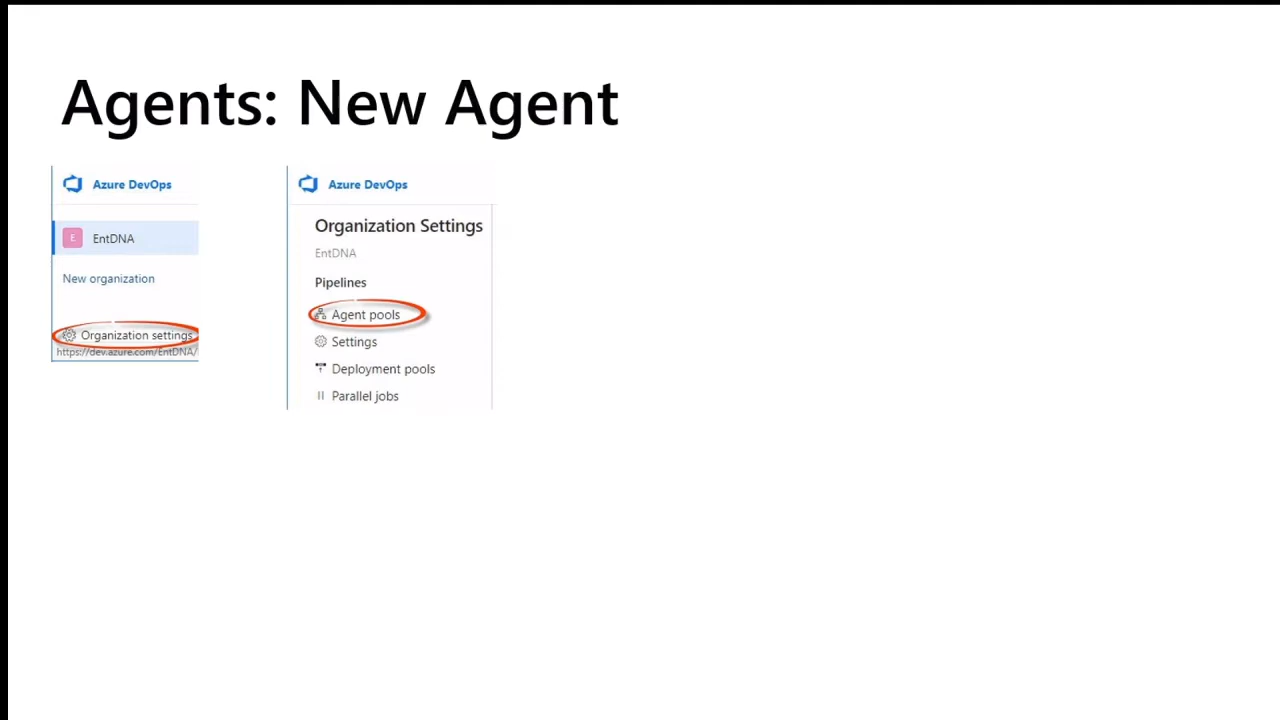 Agents: New Agent
Azure DevOps
E EntDNA
New organization
Organization settings
https://dev.azure.com/EntDNA/
Azure DevOps
Organization Settings
EntDNA
Pipelines
Agent pools
Settings
Deployment pools
Parallel jobs